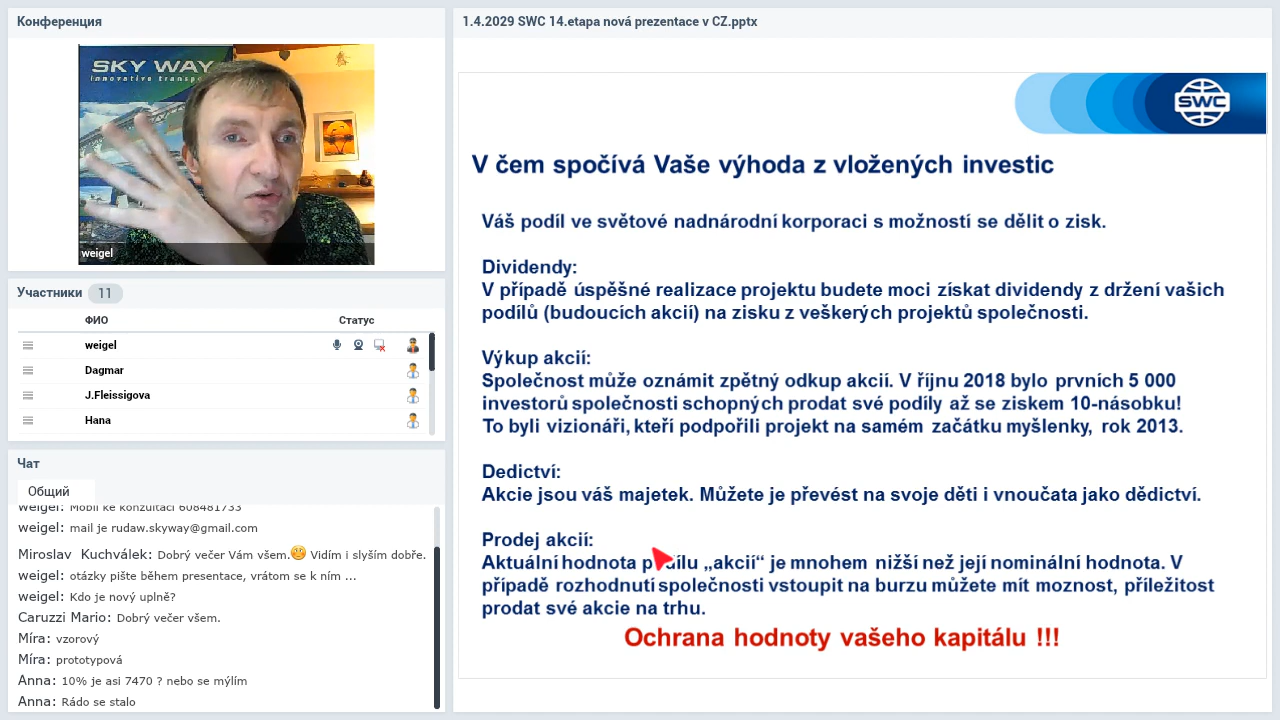 Конференция
SKY WAY
weigel
Участники 11
ФИО Статус
weigel
Dagmar
J.Fleissigova
Hana
Чат
Общий
weigel: Mobil ke konzultaci 608481733
weigel: mail je rudaw.skyway@gmail.com
Miroslav Kuchválek: Dobrý večer Vám všem. Vidím i slyším dobře.
weigel: otázky pište během presentace, vrátom se k ním ...
weigel: Kdo je nový uplně?
Caruzzi Mario: Dobrý večer všem.
Míra: vzorový
Míra: prototypová
Anna: 10% je asi 7470 ? nebo se mýlím
Anna: Rádo se stalo
1.4.2029 SWC 14.etapa nová prezentace v CZ.pptx
SWC
V čem spočívá Vaše výhoda z vložených investic
Váš podíl ve světové nadnárodní korporaci s možností se dělit o zisk.
Dividendy:
V případě úspěšné realizace projektu budete moci získat dividendy z držení vašich
podílů (budoucích akcií) na zisku z veškerých projektů společnosti.
Výkup akcií:
Společnost může oznámit zpětný odkup akcií. V říjnu 2018 bylo prvních 5 000
investorů společnosti schopných prodat své podíly až se ziskem 10-násobku!
To byli vizionáři, kteří podpořili projekt na samém začátku myšlenky, rok 2013.
Dedictví:
Akcie jsou váš majetek. Můžete je převést na svoje děti i vnoučata jako dědictví.
Prodej akcií:
Aktuální hodnota podílu „akcií“ je mnohem nižší než její nominální hodnota. V
případě rozhodnutí společnosti vstoupit na burzu můžete mít moznost, příležitost
prodat své akcie na trhu.
Ochrana hodnoty vašeho kapitálu !!!